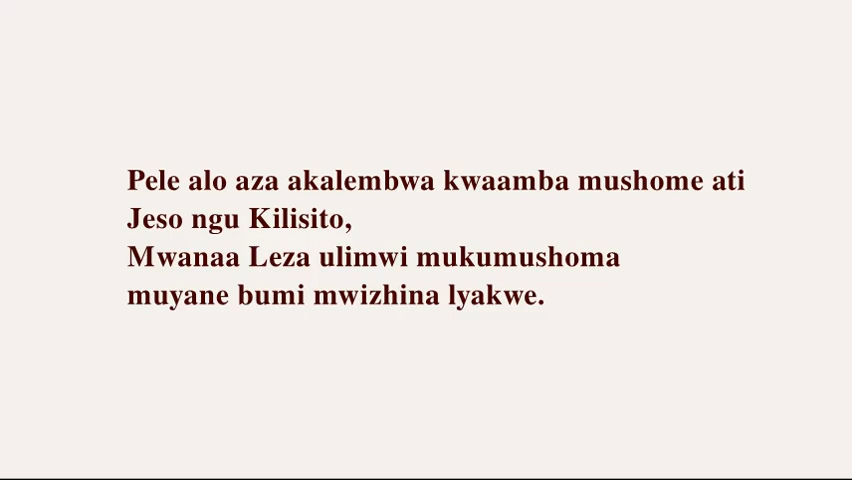 Pele alo aza akalembwa kwaamba mushome ati
Jeso ngu Kilisito,
Mwanaa Leza ulimwi mukumushoma
muyane bumi mwizhina lyakwe.